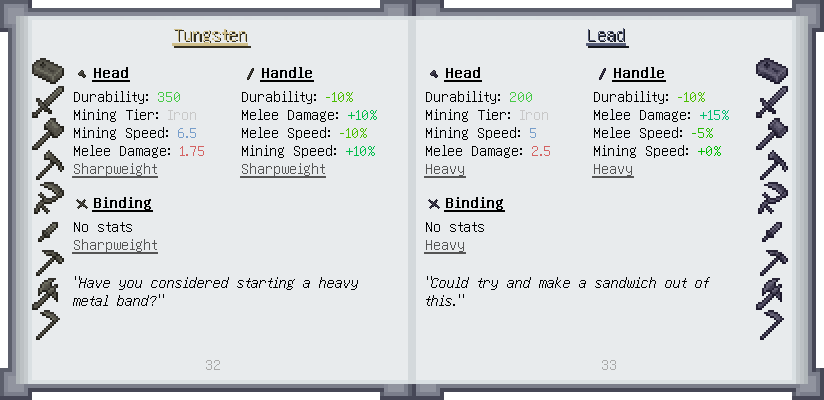 Tungsten
Head
Durability: 350
Mining Tier: Iron
Mining Speed: 6.5
Melee Damage: 1.75
Sharpweight
Handle
Durability: -10%
Melee Damage: +10%
Melee Speed: -10%
Mining Speed: +10%
Sharpweight
Binding
No stats
Sharpweight
"Have you considered starting a heavy
metal band?"
32
Lead
Head
Durability: 200
Mining Tier: Iron
Mining Speed: 5
Melee Damage: 2.5
Heavy
Handle
Durability: -10%
Melee Damage: +15%
Melee Speed: -5%
Mining Speed: +0%
Heavy
Binding
No stats
Heavy
"Could try and make a sandwich out of
this."
33